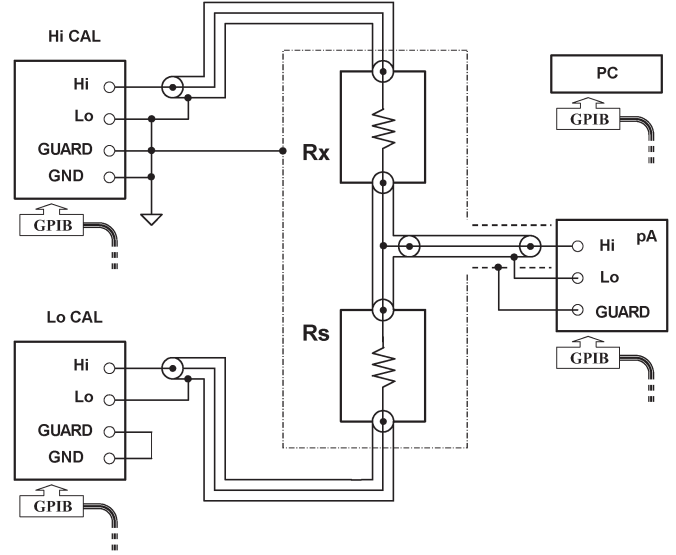 Hi CAL
Hi
Lo
GUARD
GND
GPIB
Rx
PC
GPIB
Hi pA
Lo
GUARD
GPIB
Lo CAL
Hi
Lo
GUARD
GND
GPIB
Rs